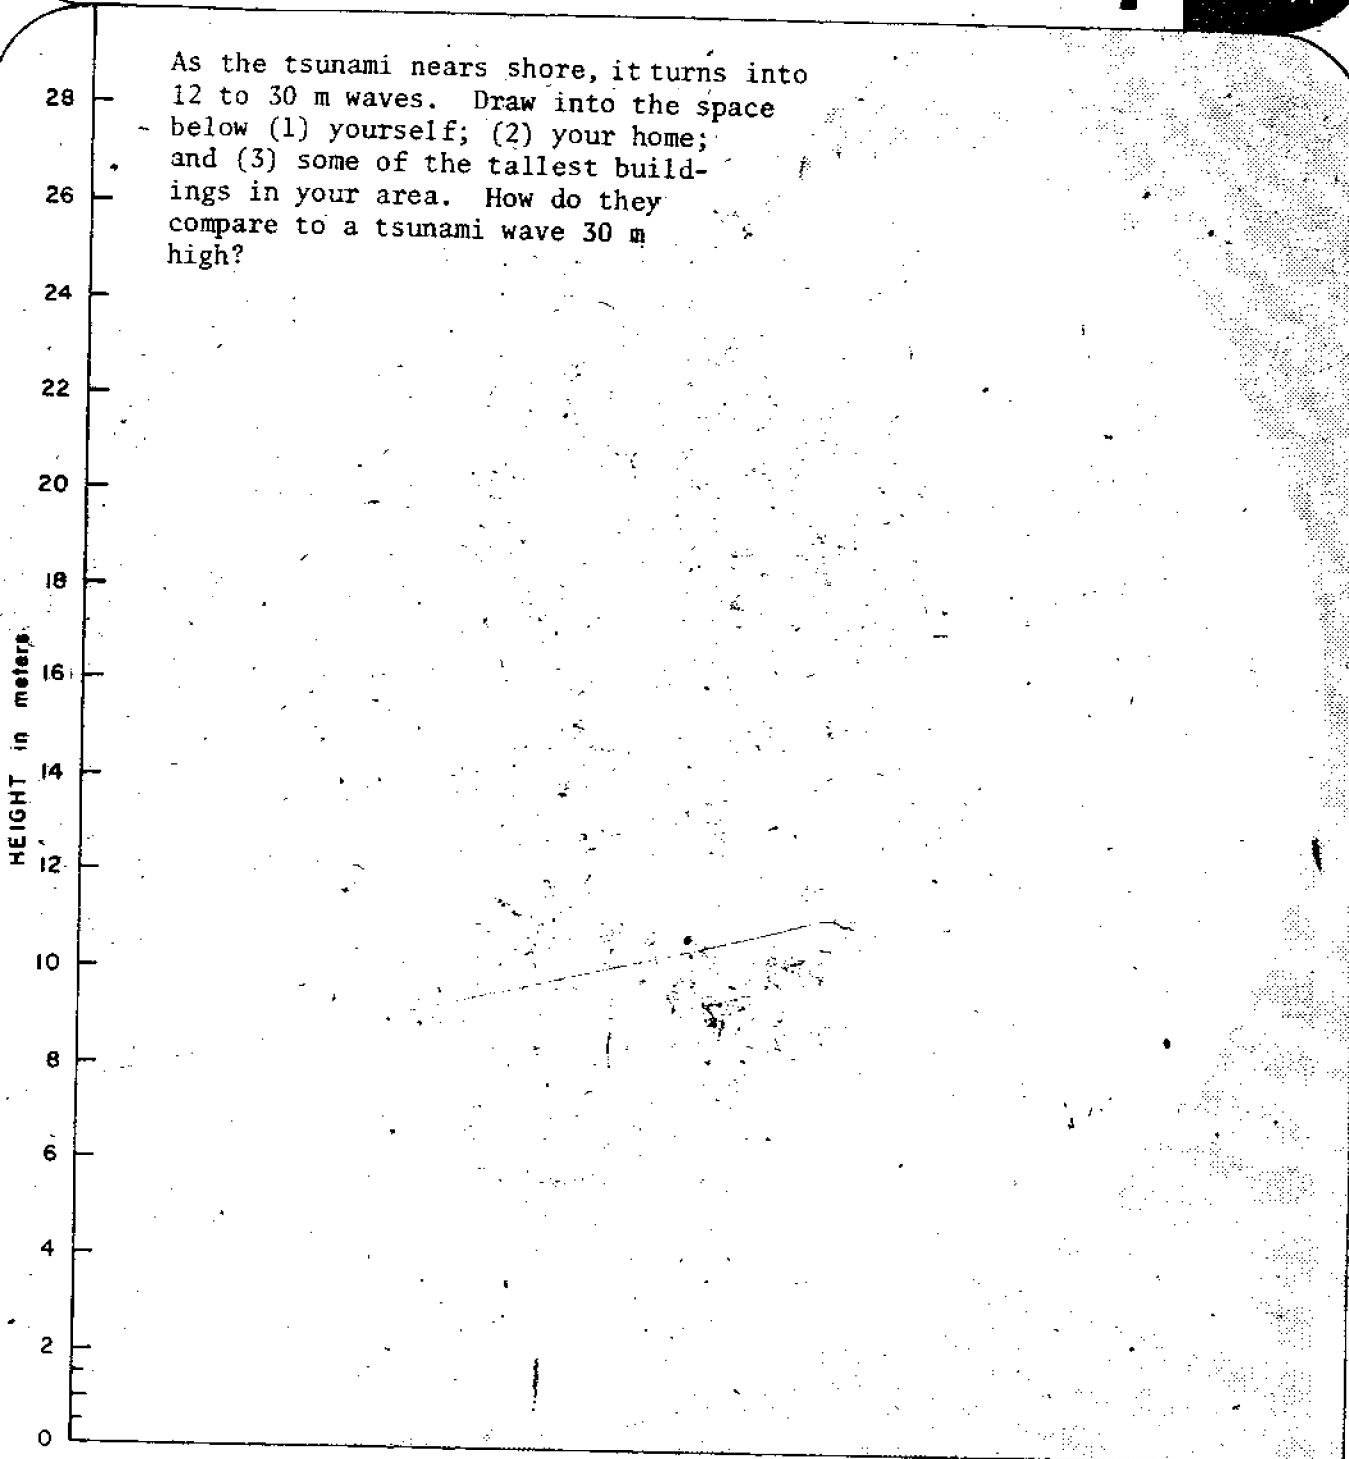 As the tsunami nears shore, it turns into
12 to 30 m waves. Draw into the space
below (1) yourself; (2) your home;
and (3) some of the tallest build-
ings in your area. How do they
compare to a tsunami wave 30 m
high?
28
26
24
22
20
18
16
14
12
10
8
6
4
2
0
HEIGHT in meters